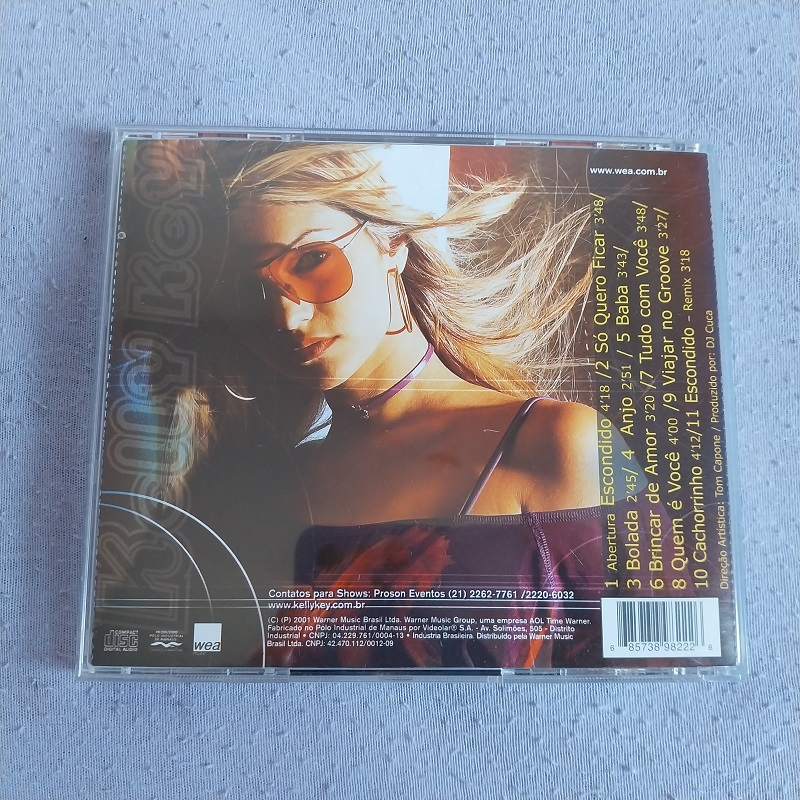 KELLY KEY
www.wea.com.br
1 Abertura Escondido 4'18 /2 Só Quero Ficar 3'48/
3 Bolada 2'45/ 4 Anjo 2'51 / 5 Baba 3'43/
6 Brincar de Amor 3'20 /7 Tudo com Você 3'48/
8 Quem é Você 4'00 /9 Viajar no Groove 3'27/
10 Cachorrinho 4'12/11 Escondido – Remix 3'18
Direção Artística: Tom Capone / Produzido por: DJ Cuca
Contatos para Shows: Proson Eventos (21) 2262-7761 /2220-6032
www.kellykey.com.br
(C) (P) 2001 Warner Music Brasil Ltda. Warner Music Group, uma empresa AOL Time Warner.
Fabricado no Pólo Industrial de Manaus por Videolar® S.A. - Av. Solimões, 505- Distrito
Industrial • CNPJ: 04.229.761/0004-13 • Industria Brasileira. Distribuído pela Warner Music
Brasil Ltda. CNPJ: 42.470.112/0012-09
COMPACT
disc
DIGITAL AUDIO
wea
6 85738 98222 6